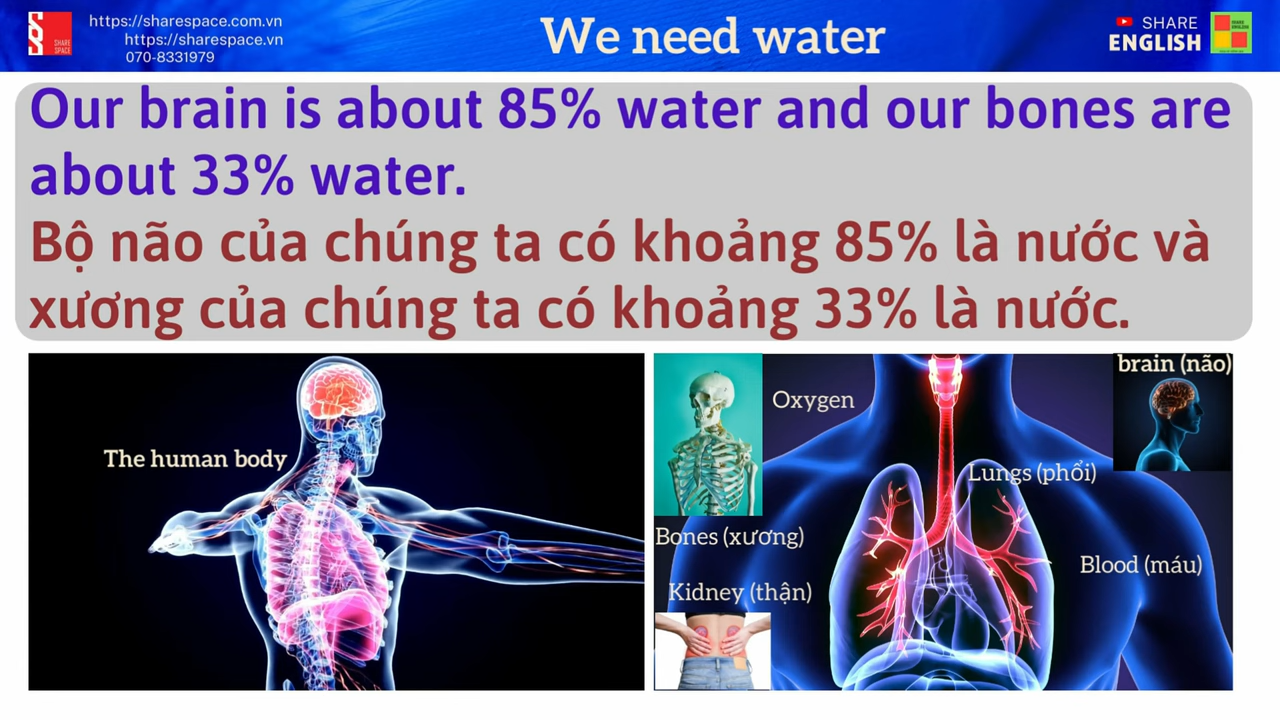 SHARE
SPACE
https://sharespace.com.vn
https://sharespace.vn
070-8331979
We need water
SHARE
ENGLISH
Our brain is about 85% water and our bones are
about 33% water.
Bộ não của chúng ta có khoảng 85% là nước và
xương của chúng ta có khoảng 33% là nước.
The human body
Oxygen
brain (não)
Lungs (phổi)
Bones (xương)
Blood (máu)
Kidney (thận)